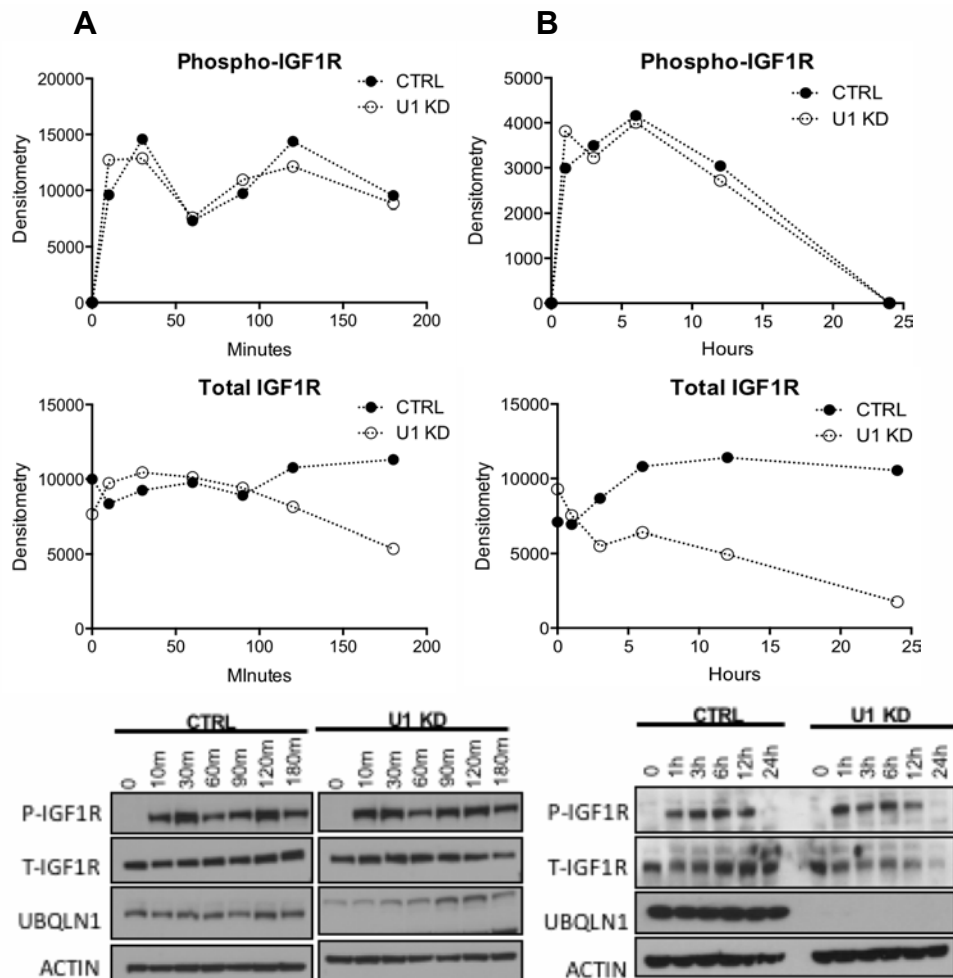 A
Phospho-IGF1R
20000
15000
10000
5000
0
0 50 100 150 200
Densitometry
Minutes
CTRL
U1 KD
B
Phospho-IGF1R
5000
4000
3000
2000
1000
0
0 5 10 15 20 25
Densitometry
Hours
CTRL
U1 KD
Total IGF1R
15000
10000
5000
0
0 50 100 150 200
Densitometry
MInutes
CTRL
U1 KD
Total IGF1R
15000
10000
5000
0
0 5 10 15 20 25
Densitometry
Hours
CTRL
U1 KD
CTRL U1 KD
0 10m 30m 60m 90m 120m 180m 0 10m 30m 60m 90m 120m 180m
P-IGF1R
T-IGF1R
UBQLN1
ACTIN
CTRL U1 KD
0 1h 3h 6h 12h 24h 0 1h 3h 6h 12h 24h
P-IGF1R
T-IGF1R
UBQLN1
ACTIN